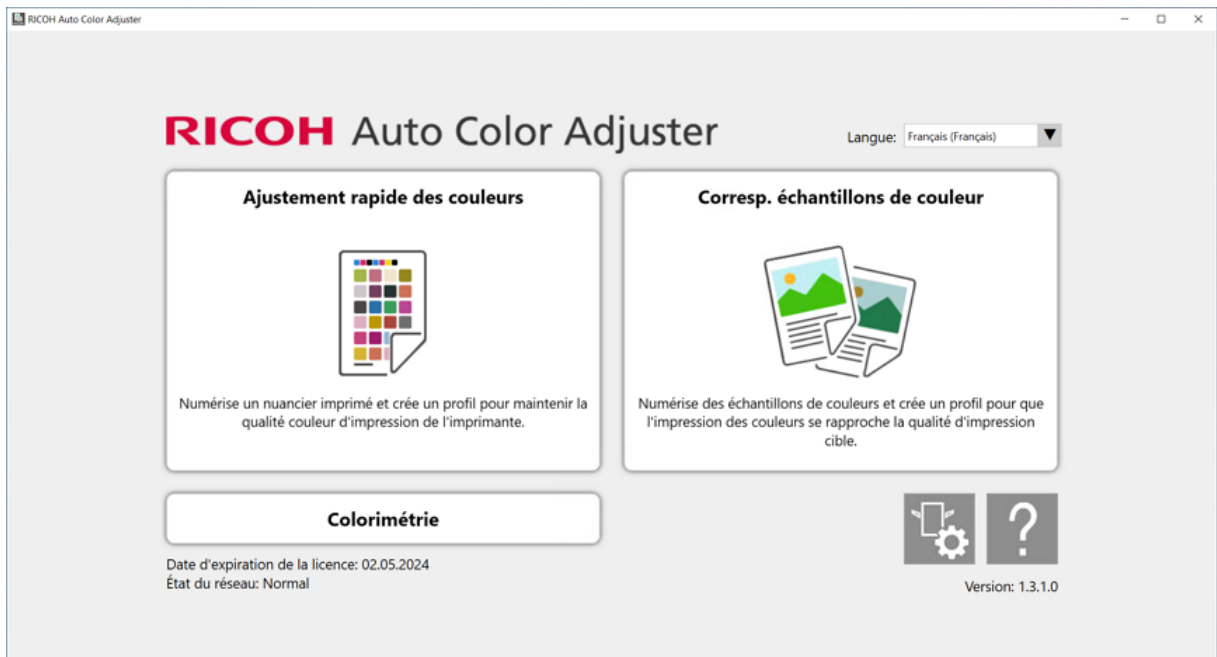 RICOH Auto Color Adjuster
RICOH Auto Color Adjuster
Langue: Français (Français)
Ajustement rapide des couleurs
Numérise un nuancier imprimé et crée un profil pour maintenir la
qualité couleur d'impression de l'imprimante.
Corresp. échantillons de couleur
Numérise des échantillons de couleurs et crée un profil pour que
l'impression des couleurs se rapproche la qualité d'impression
cible.
Colorimétrie
Date d'expiration de la licence: 02.05.2024
État du réseau: Normal
?
Version: 1.3.1.0